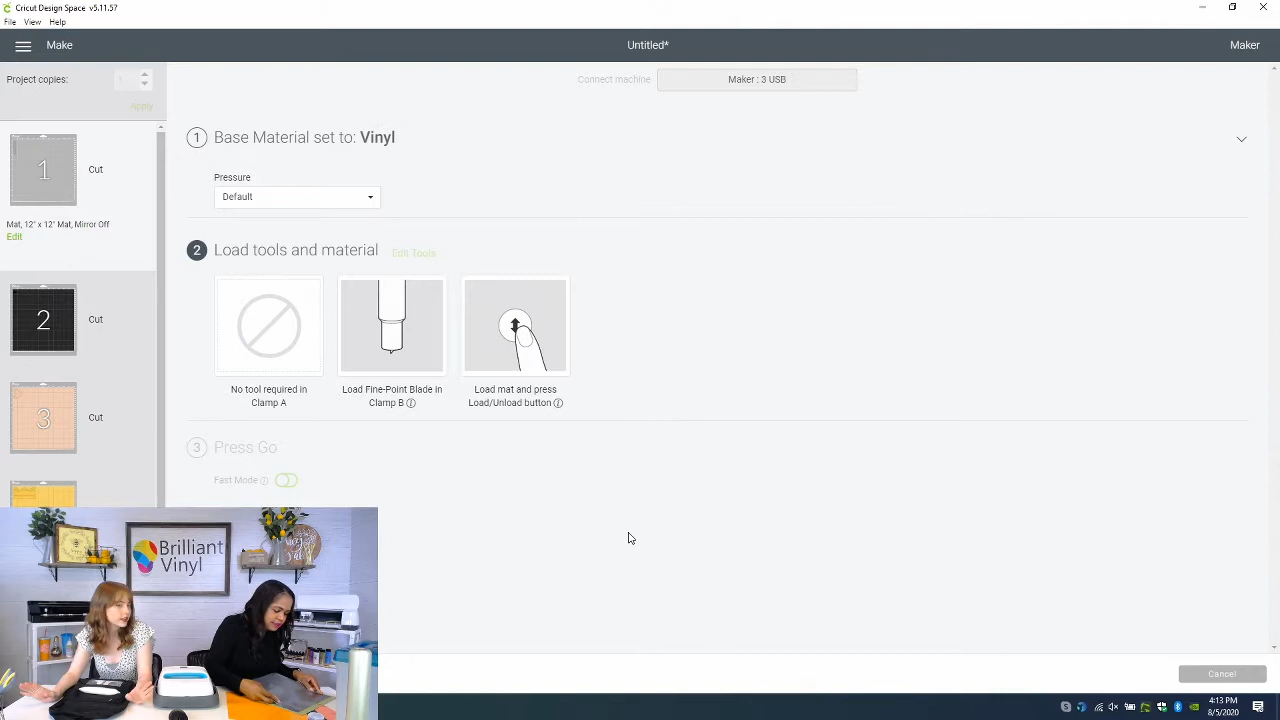 Cricut Design Space v5.11.57
File View Help
Make
Untitled*
Maker
Project copies:
1
Apply
Connect machine
Maker : 3 USB
1
Cut
Mat, 12" x 12" Mat, Mirror Off
Edit
2
Cut
3
Cut
1 Base Material set to: Vinyl
Pressure
Default
2 Load tools and material Edit Tools
No tool required in
Clamp A
Load Fine-Point Blade in
Clamp B
Load mat and press
Load/Unload button
3 Press Go
Fast Mode
Brilliant
Vinyl
Cancel
4:13 PM
8/5/2020